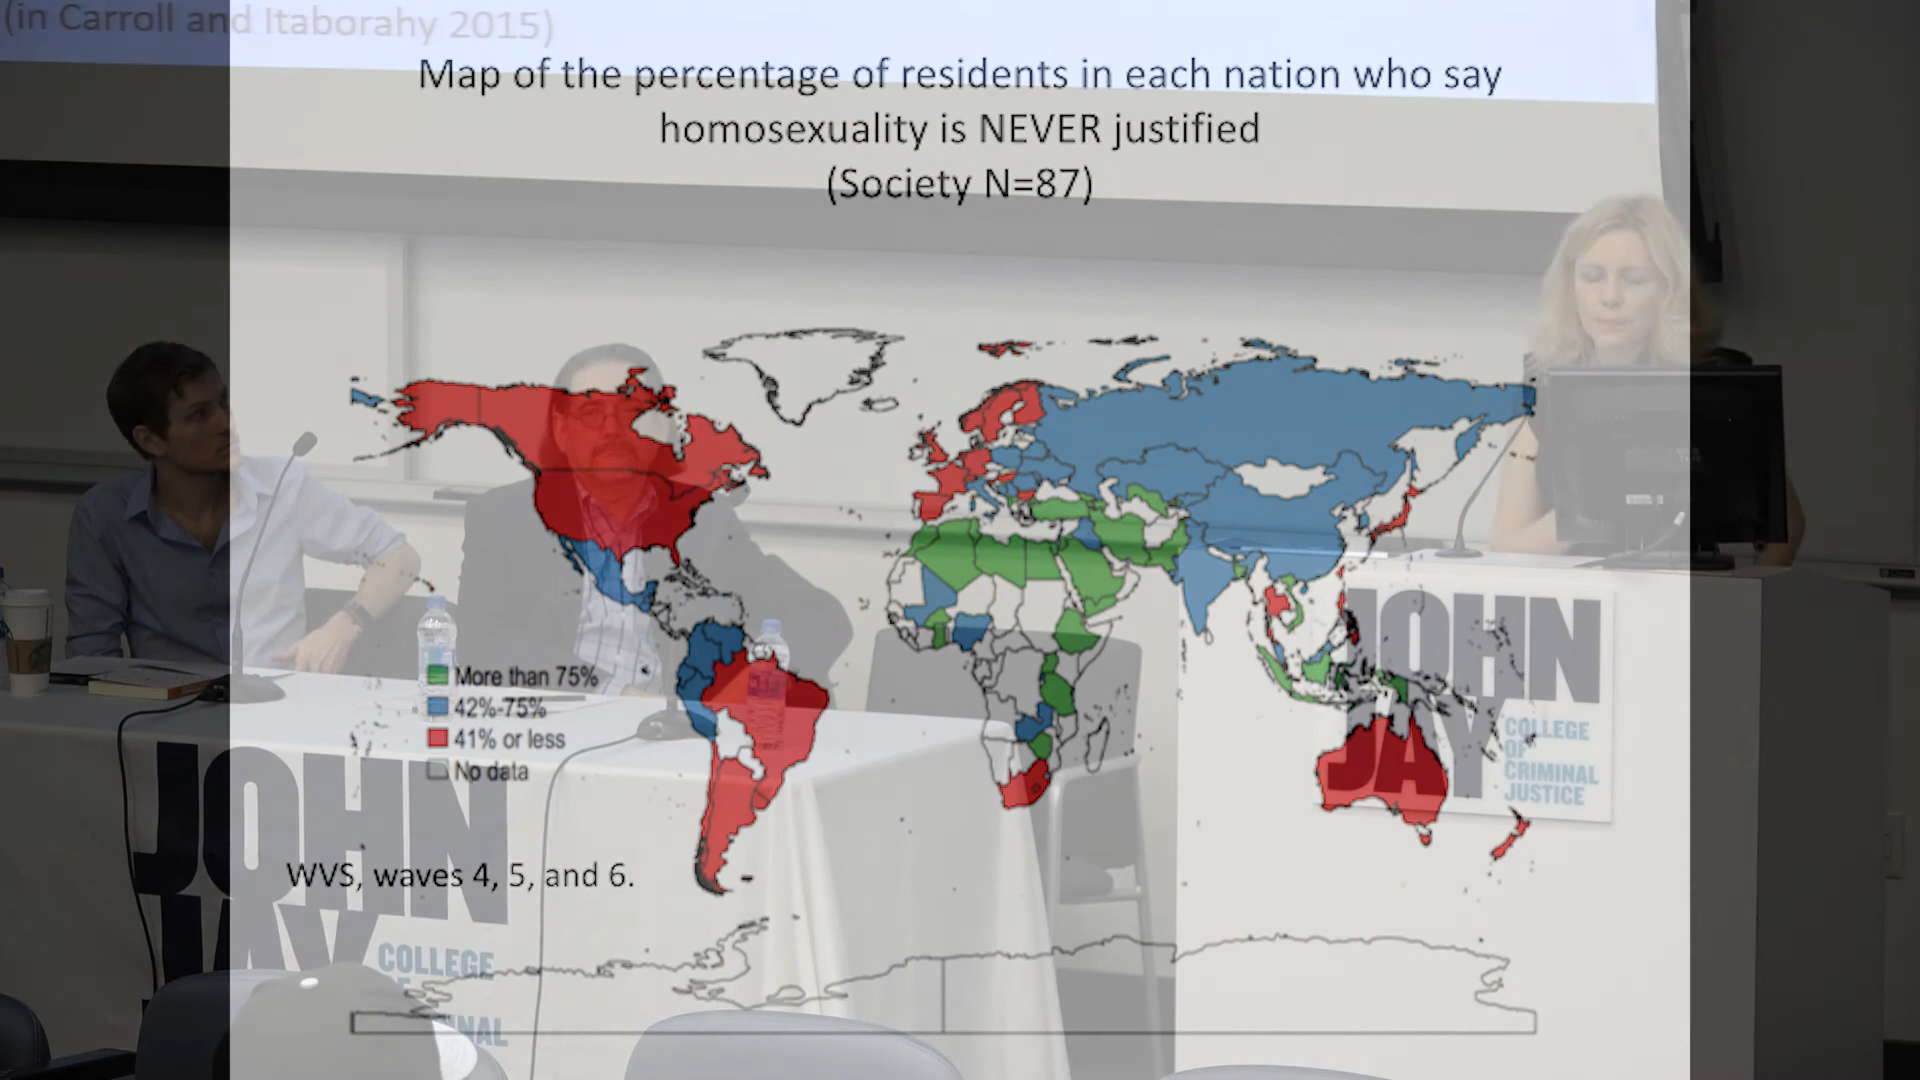 (in Carroll and Itaborahy 2015)
Map of the percentage of residents in each nation who say
homosexuality is NEVER justified
(Society N=87)
More than 75%
42%-75%
41% or less
No data
WVS, waves 4, 5, and 6.
JOHN
JAY
COLLEGE
OF
CRIMINAL
JUSTICE
JOHN
JAY
COLLEGE